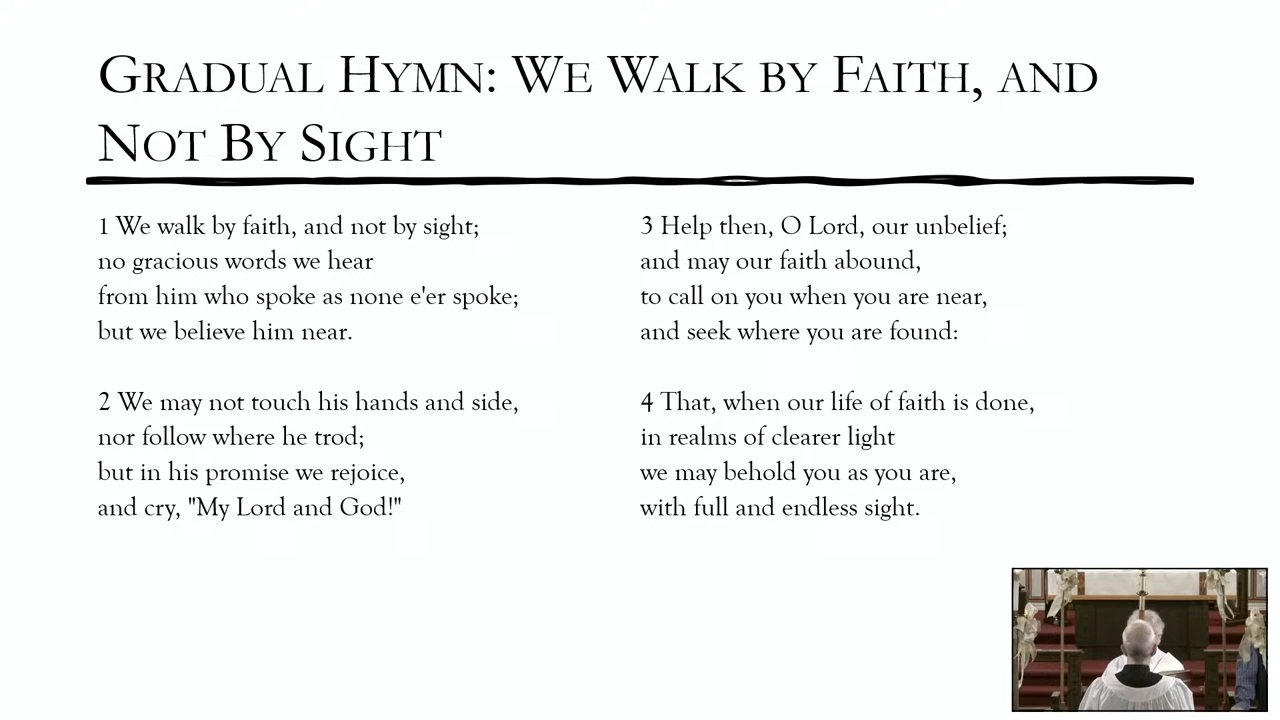 Gradual Hymn: We Walk by Faith, and
Not By Sight
1 We walk by faith, and not by sight;
no gracious words we hear
from him who spoke as none e'er spoke;
but we believe him near.
2 We may not touch his hands and side,
nor follow where he trod;
but in his promise we rejoice,
and cry, "My Lord and God!"
3 Help then, O Lord, our unbelief;
and may our faith abound,
to call on you when you are near,
and seek where you are found:
4 That, when our life of faith is done,
in realms of clearer light
we may behold you as you are,
with full and endless sight.